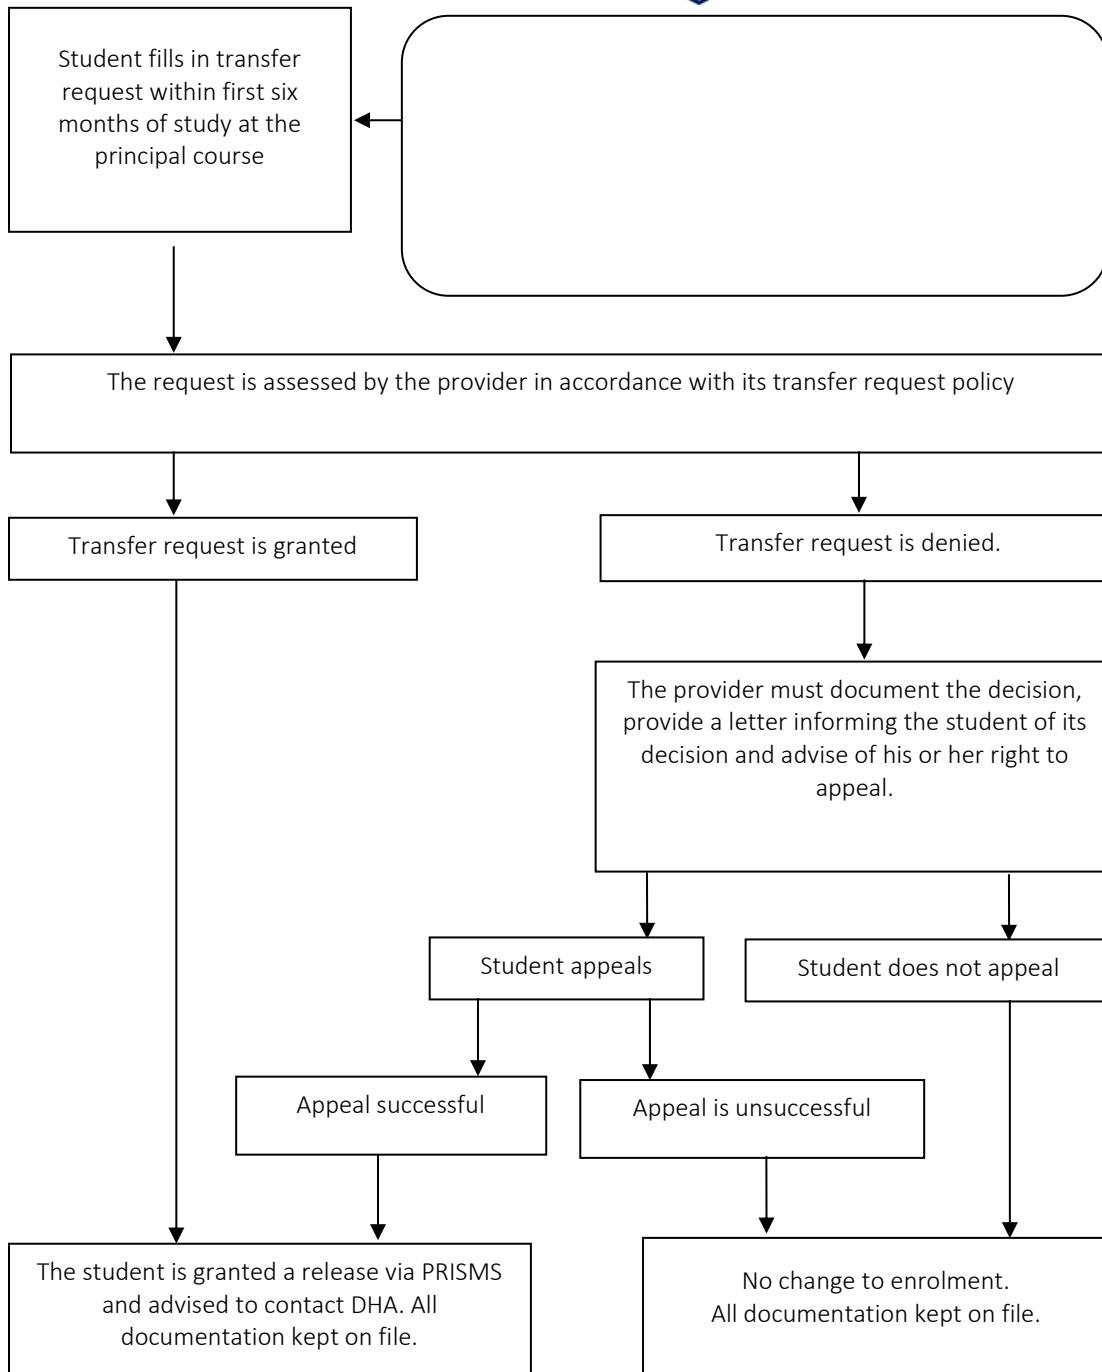 Student fills in transfer
request within first six
months of study at the
principal course
The request is assessed by the provider in accordance with its transfer request policy
Transfer request is granted
Transfer request is denied.
The provider must document the decision,
provide a letter informing the student of its
decision and advise of his or her right to
appeal.
Student appeals
Student does not appeal
Appeal successful
Appeal is unsuccessful
The student is granted a release via PRISMS
and advised to contact DHA. All
documentation kept on file.
No change to enrolment.
All documentation kept on file.